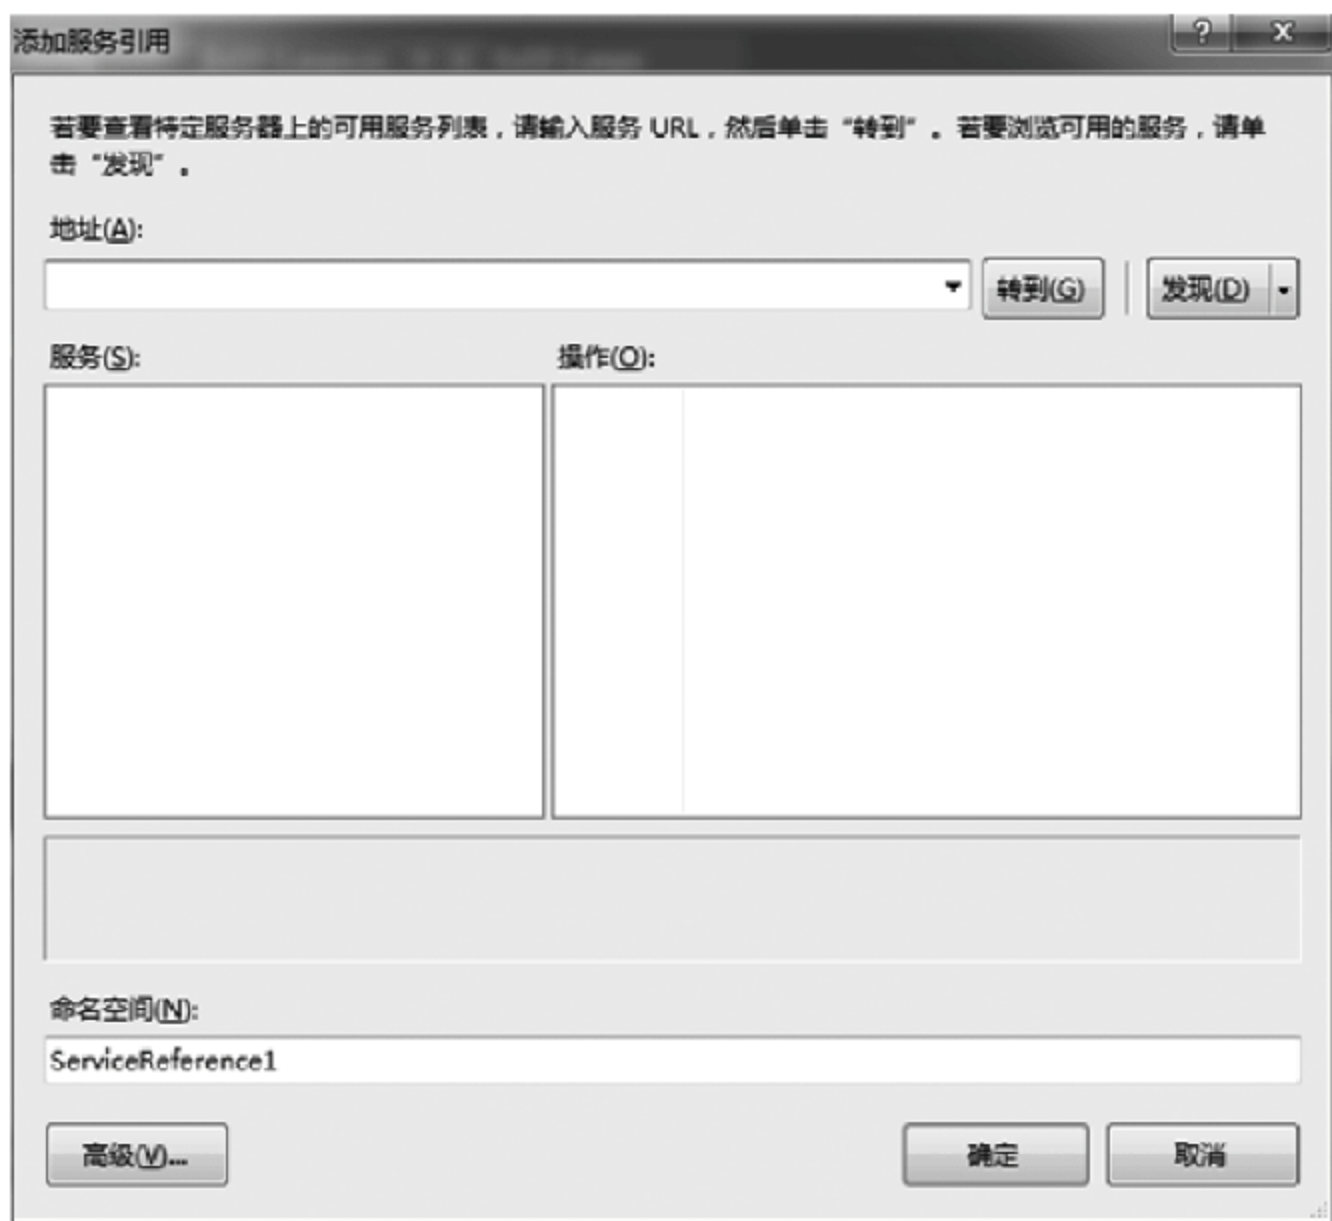 添加服务引用
若要查看特定服务器上的可用服务列表，请输入服务 URL，然后单击“转到”。若要浏览可用的服务，请单
击“发现”。
地址(A):
转到(G) 发现(D)
服务(S): 操作(O):
命名空间(N):
ServiceReference1
高级(V)... 确定 取消